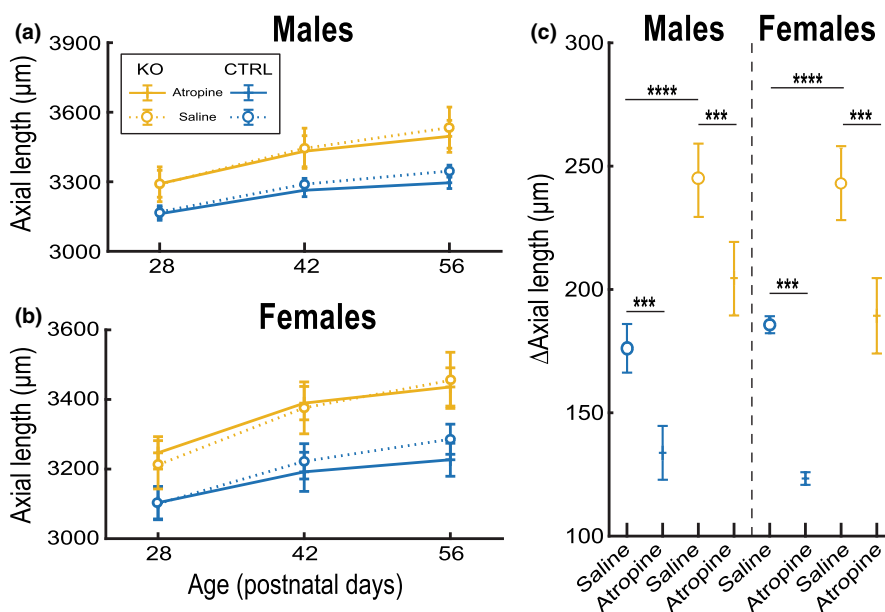 (a) Males
Axial length (µm)
3900
3600
3300
3000
KO CTRL
Atropine
Saline
28 42 56
(b) Females
Axial length (µm)
3600
3400
3200
3000
28 42 56
Age (postnatal days)
(c) Males Females
ΔAxial length (µm)
300
250
200
150
100
**** ****
*** ***
*** ***
Saline Atropine Saline Atropine Saline Atropine Saline Atropine